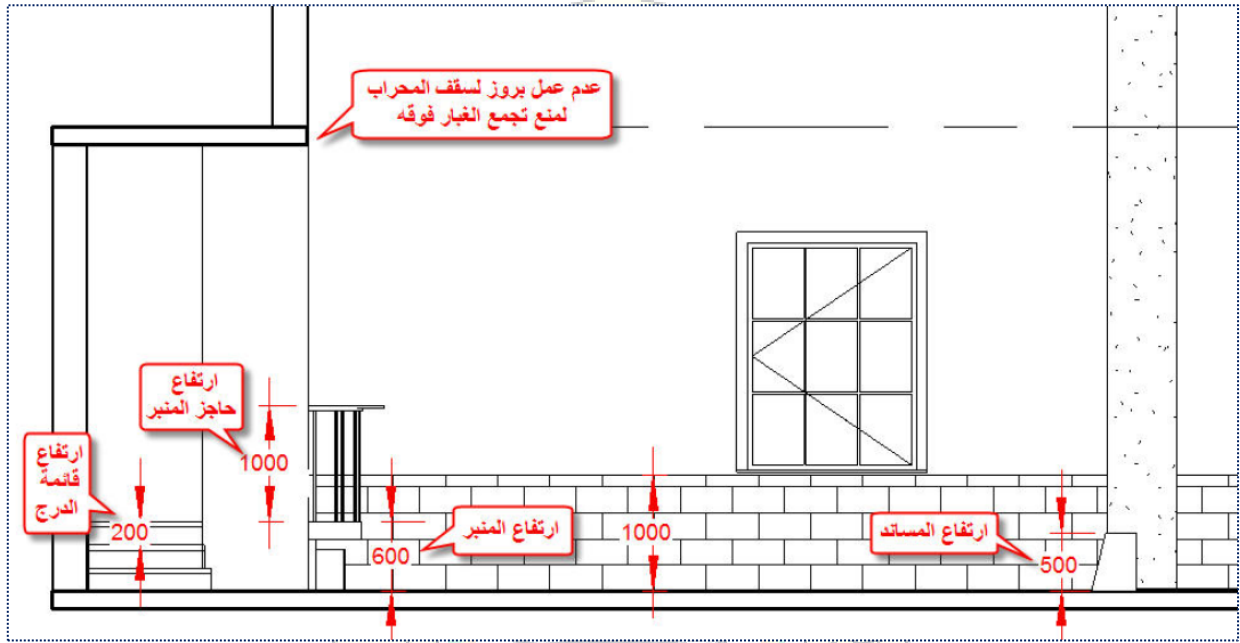 عدم عمل بروز لسقف المحراب
لمنع تجمع الغبار فوقه
ارتفاع
حاجز المنبر
1000
ارتفاع
قائمة
الدرج
200
ارتفاع المنبر
600
1000
ارتفاع المساند
500